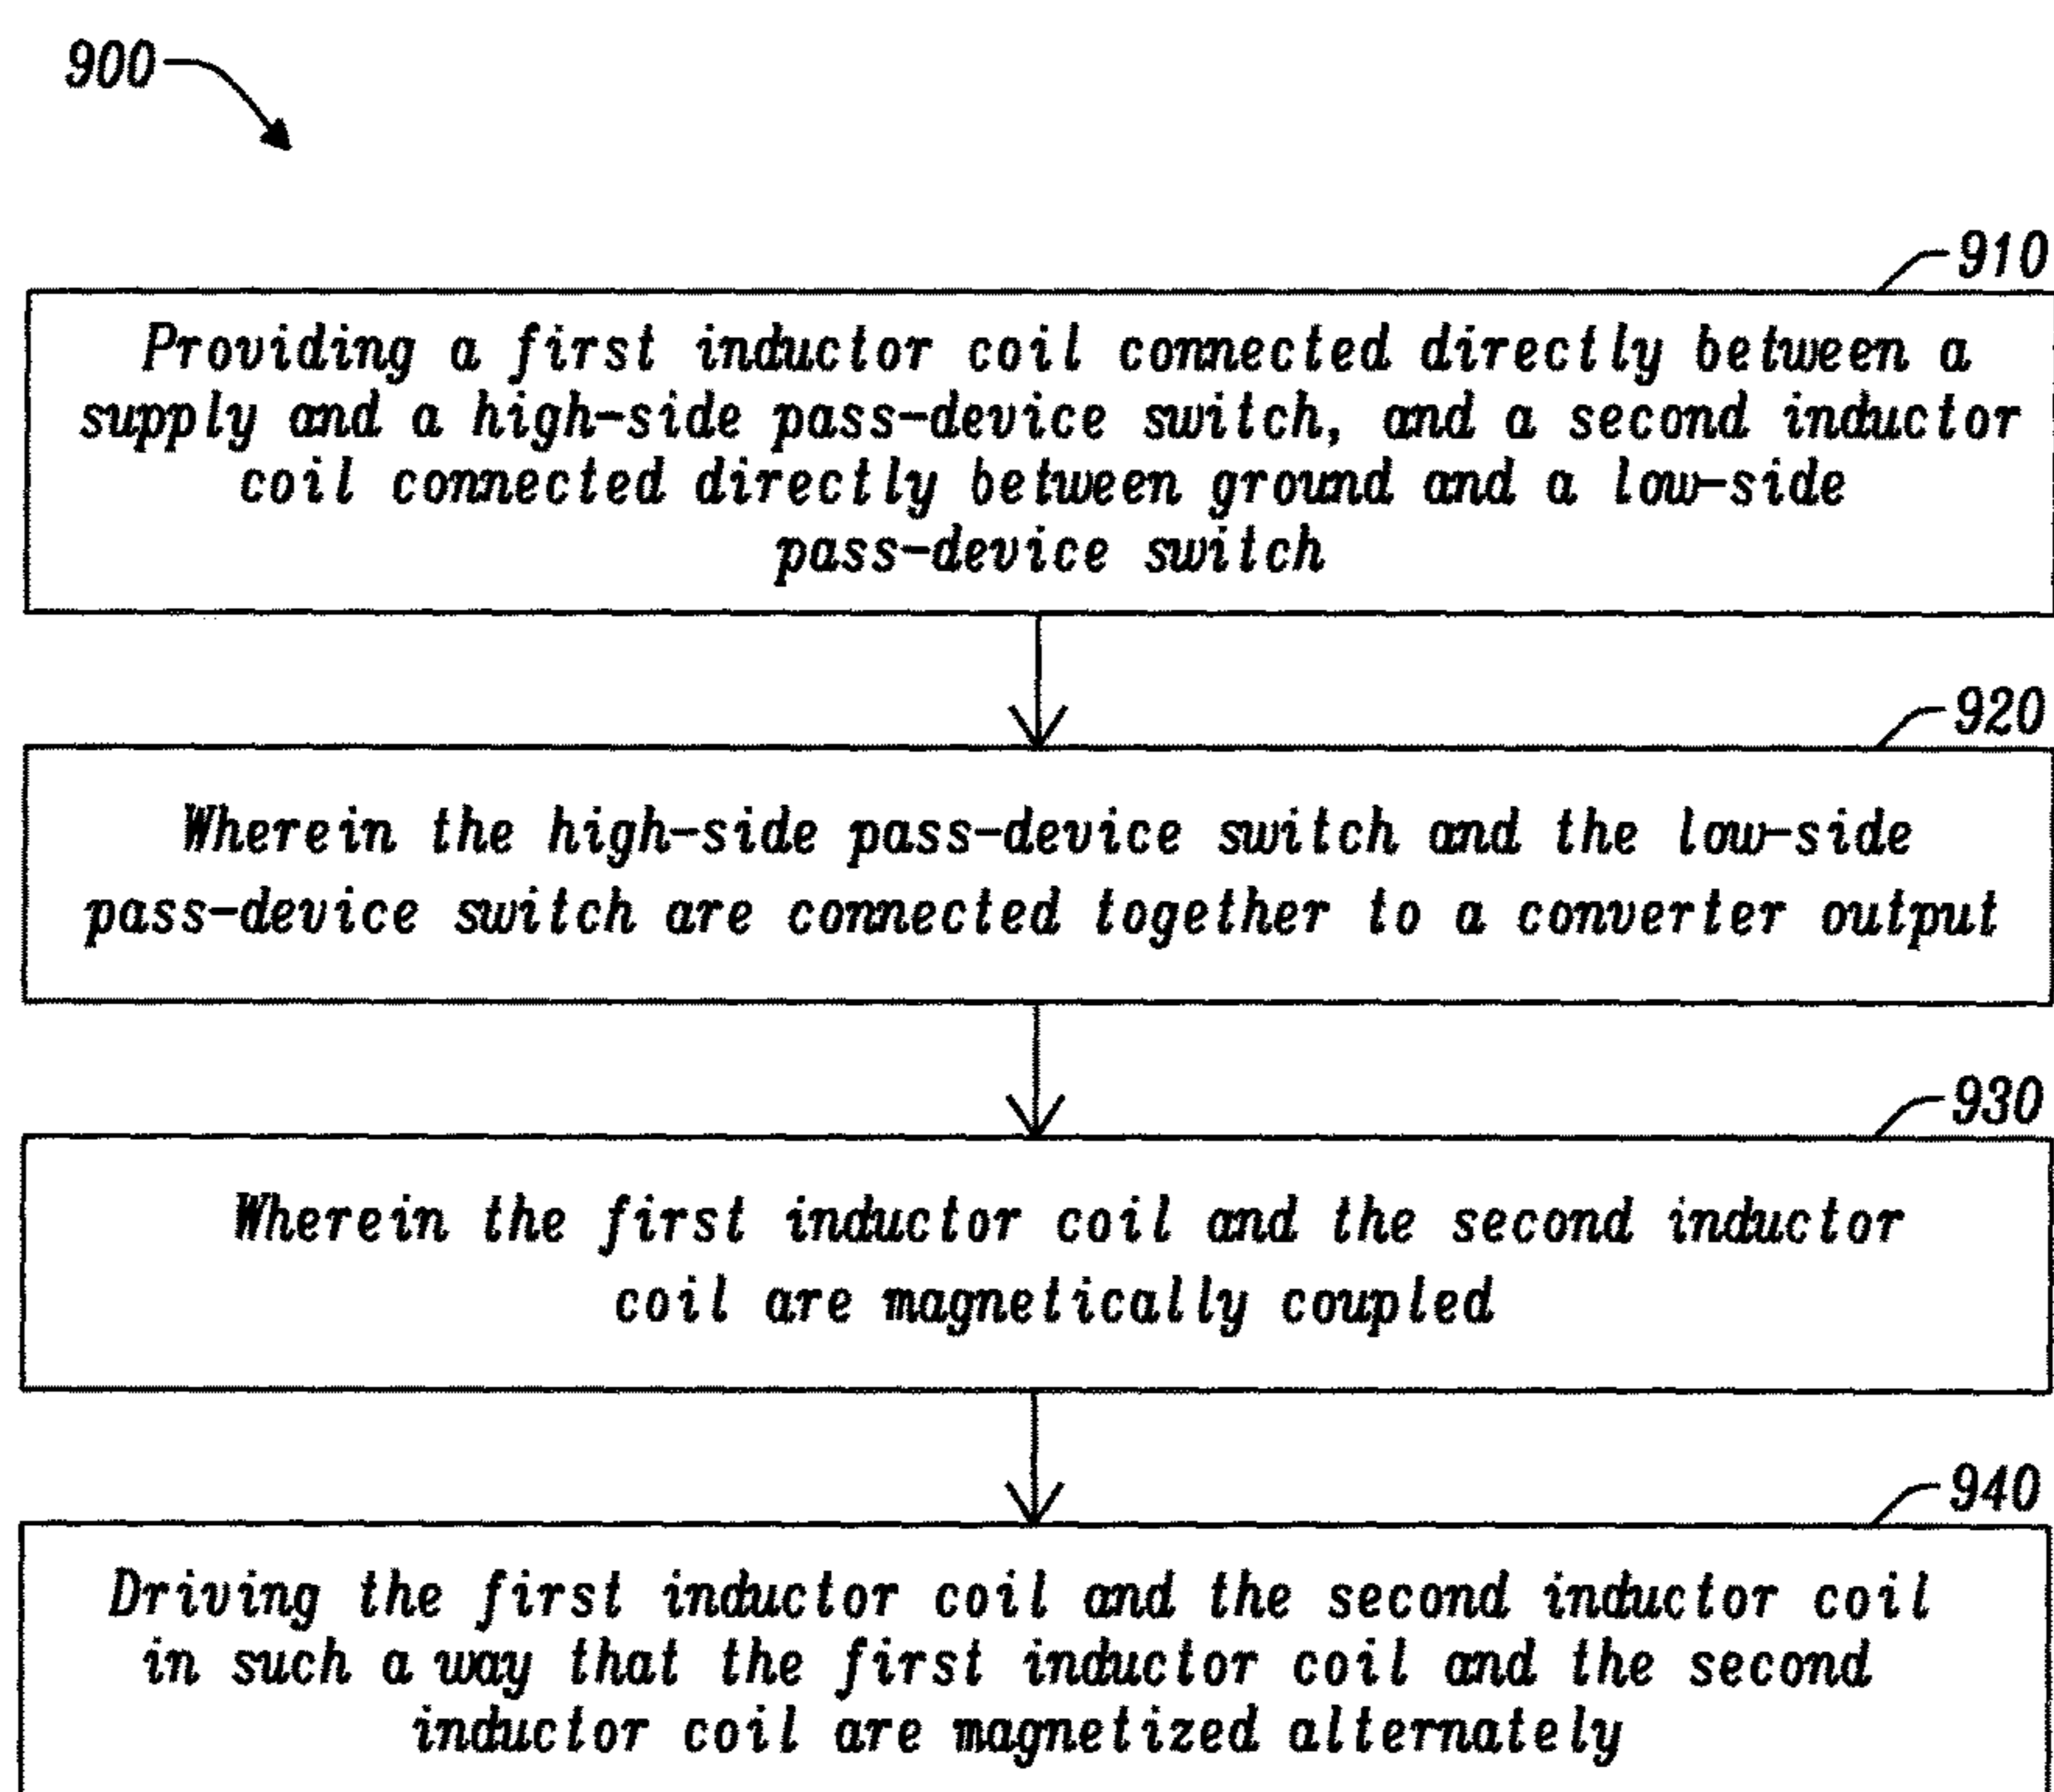 900
910
Providing a first inductor coil connected directly between a
supply and a high-side pass-device switch, and a second inductor
coil connected directly between ground and a low-side
pass-device switch
920
Wherein the high-side pass-device switch and the low-side
pass-device switch are connected together to a converter output
930
Wherein the first inductor coil and the second inductor
coil are magnetically coupled
940
Driving the first inductor coil and the second inductor coil
in such a way that the first inductor coil and the second
inductor coil are magnetized alternately